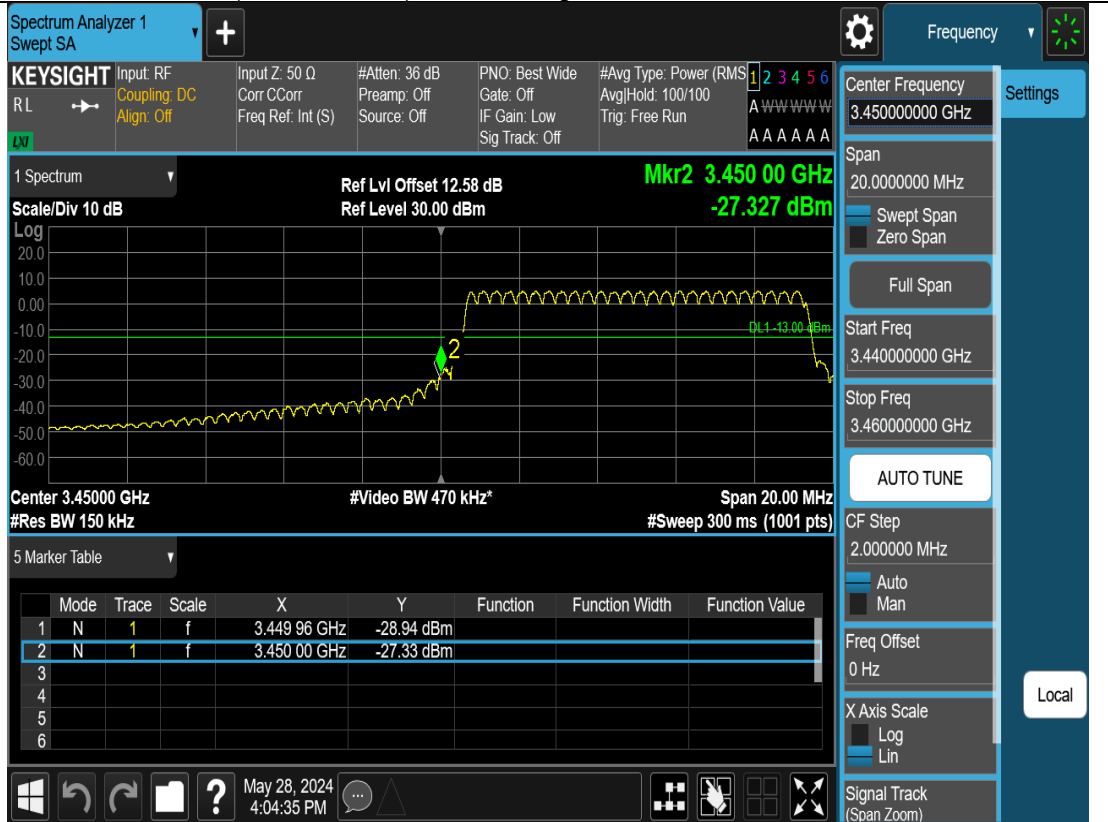 Spectrum Analyzer 1
Swept SA
+
Frequency
KEYSIGHT
R L
LXI
Input: RF
Coupling: DC
Align: Off
Input Z: 50 Ω
Corr CCorr
Freq Ref: Int (S)
#Atten: 36 dB
Preamp: Off
Source: Off
PNO: Best Wide
Gate: Off
IF Gain: Low
Sig Track: Off
#Avg Type: Power (RMS
Avg|Hold: 100/100
Trig: Free Run
1 2 3 4 5 6
A W W W W W
A A A A A A
1 Spectrum
Scale/Div 10 dB
Ref Lvl Offset 12.58 dB
Ref Level 30.00 dBm
Mkr2 3.450 00 GHz
-27.327 dBm
Log
20.0
10.0
0.00
-10.0
-20.0
-30.0
-40.0
-50.0
-60.0
DL1 -13.00 dBm
2
Center 3.45000 GHz
#Res BW 150 kHz
#Video BW 470 kHz*
Span 20.00 MHz
#Sweep 300 ms (1001 pts)
5 Marker Table
Mode Trace Scale X Y Function Function Width Function Value
1 N 1 f 3.449 96 GHz -28.94 dBm
2 N 1 f 3.450 00 GHz -27.33 dBm
3
4
5
6
?
May 28, 2024
4:04:35 PM
Center Frequency
3.450000000 GHz
Settings
Span
20.0000000 MHz
Swept Span
Zero Span
Full Span
Start Freq
3.440000000 GHz
Stop Freq
3.460000000 GHz
AUTO TUNE
CF Step
2.000000 MHz
Auto
Man
Freq Offset
0 Hz
Local
X Axis Scale
Log
Lin
Signal Track
(Span Zoom)